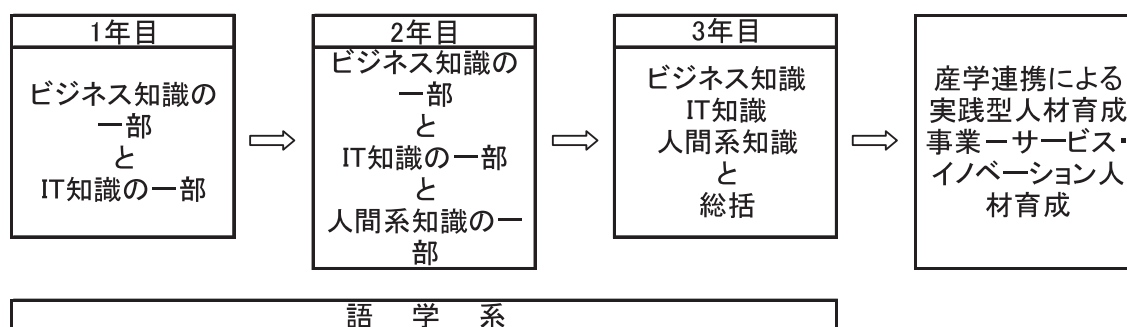 1年目
ビジネス知識の
一部
と
IT知識の一部
2年目
ビジネス知識の
一部
と
IT知識の一部
と
人間系知識の一
部
3年目
ビジネス知識
IT知識
人間系知識
と
総括
産学連携による
実践型人材育成
事業ーサービス・
イノベーション人
材育成
語 学 系